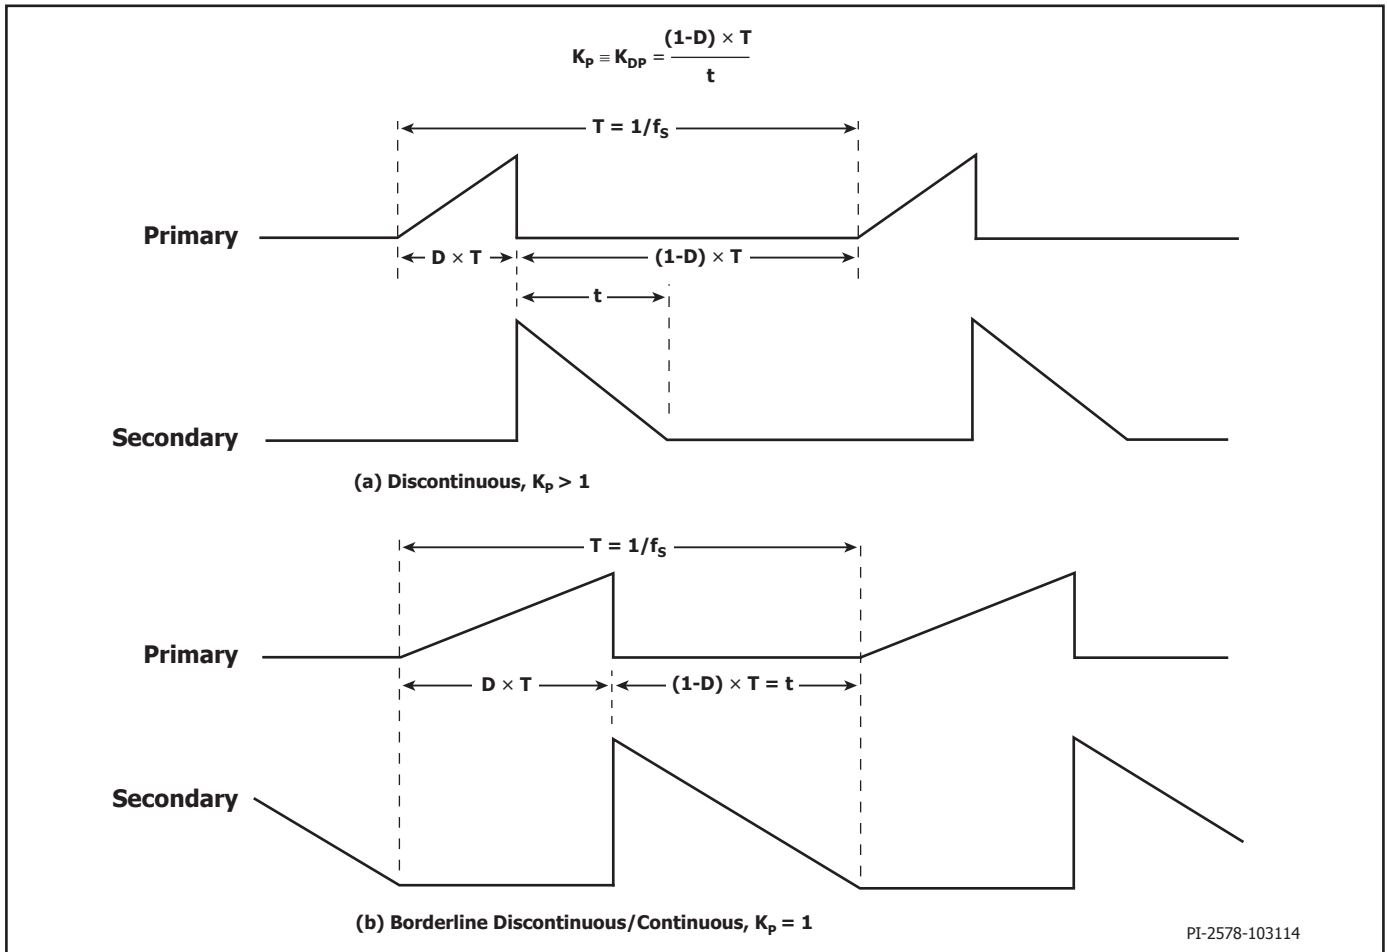 K_P ≡ K_DP = (1-D) × T / t
T = 1/f_S
Primary
D × T
(1-D) × T
t
Secondary
(a) Discontinuous, K_P > 1
T = 1/f_S
Primary
D × T
(1-D) × T = t
Secondary
(b) Borderline Discontinuous/Continuous, K_P = 1
PI-2578-103114